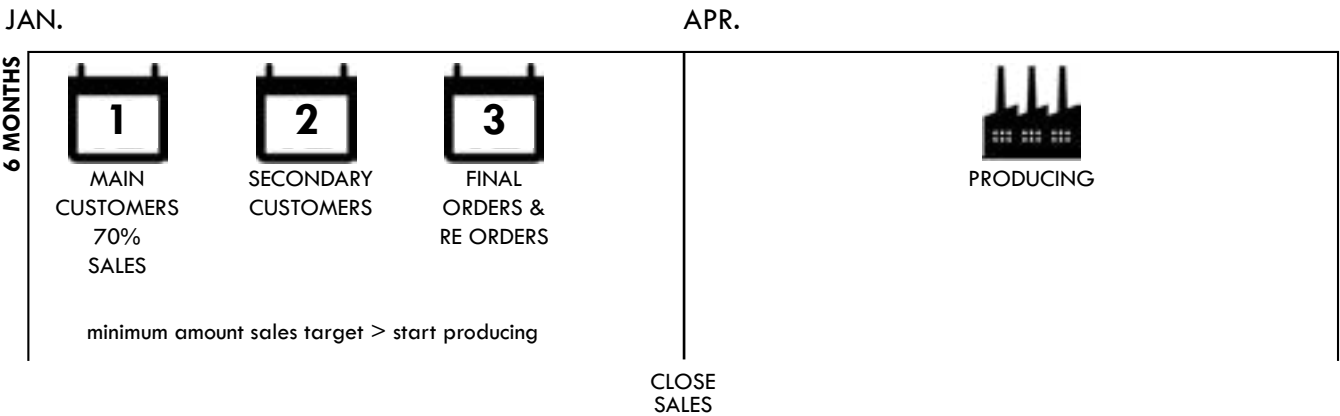 JAN.
APR.
6 MONTHS
1
2
3
MAIN
CUSTOMERS
70%
SALES
SECONDARY
CUSTOMERS
FINAL
ORDERS &
RE ORDERS
PRODUCING
minimum amount sales target > start producing
CLOSE
SALES